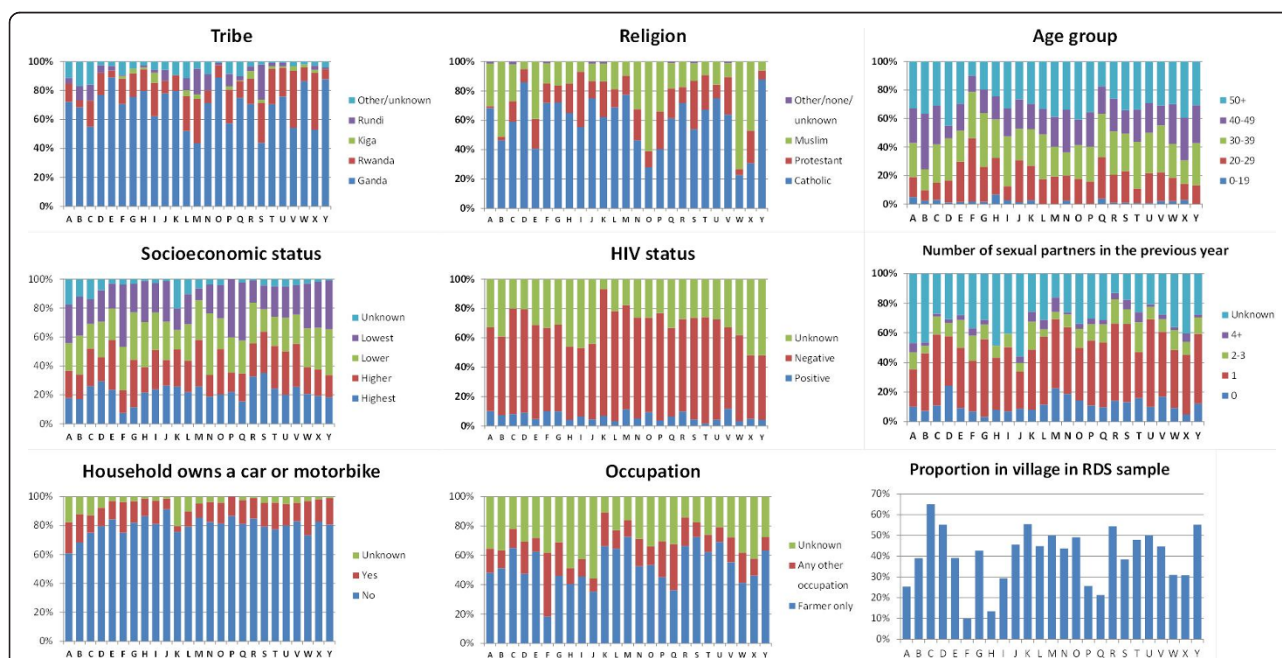 Tribe
100%
80%
60%
40%
20%
0%
A B C D E F G H I J K L M N O P Q R S T U V W X Y
Other/unknown
Rundi
Kiga
Rwanda
Ganda
Religion
100%
80%
60%
40%
20%
0%
A B C D E F G H I J K L M N O P Q R S T U V W X Y
Other/none/
unknown
Muslim
Protestant
Catholic
Age group
100%
80%
60%
40%
20%
0%
A B C D E F G H I J K L M N O P Q R S T U V W X Y
50+
40-49
30-39
20-29
0-19
Socioeconomic status
100%
80%
60%
40%
20%
0%
A B C D E F G H I J K L M N O P Q R S T U V W X Y
Unknown
Lowest
Lower
Higher
Highest
HIV status
100%
80%
60%
40%
20%
0%
A B C D E F G H I J K L M N O P Q R S T U V W X Y
Unknown
Negative
Positive
Number of sexual partners in the previous year
100%
80%
60%
40%
20%
0%
A B C D E F G H I J K L M N O P Q R S T U V W X Y
Unknown
4+
2-3
1
0
Household owns a car or motorbike
100%
80%
60%
40%
20%
0%
A B C D E F G H I J K L M N O P Q R S T U V W X Y
Unknown
Yes
No
Occupation
100%
80%
60%
40%
20%
0%
A B C D E F G H I J K L M N O P Q R S T U V W X Y
Unknown
Any other
occupation
Farmer only
Proportion in village in RDS sample
70%
60%
50%
40%
30%
20%
10%
0%
A B C D E F G H I J K L M N O P Q R S T U V W X Y